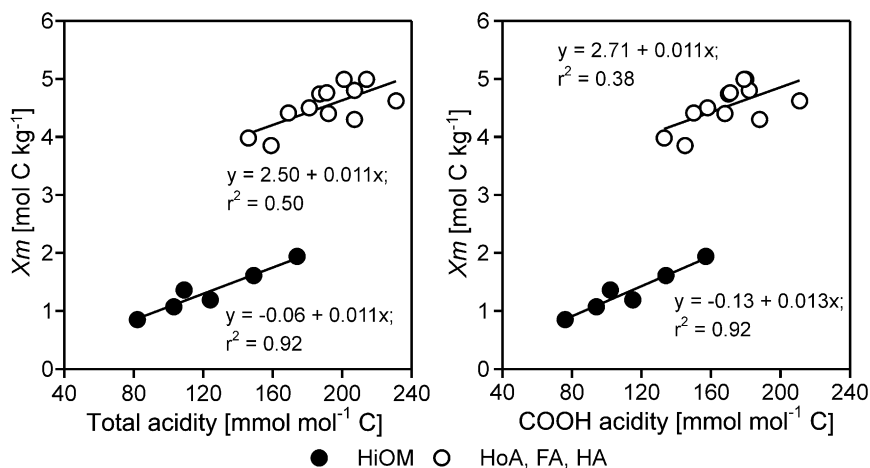 6
5
4
3
2
1
0
Xm [mol C kg⁻¹]
y = 2.50 + 0.011x;
r² = 0.50
y = -0.06 + 0.011x;
r² = 0.92
40 80 120 160 200 240
Total acidity [mmol mol⁻¹ C]
6
5
4
3
2
1
0
Xm [mol C kg⁻¹]
y = 2.71 + 0.011x;
r² = 0.38
y = -0.13 + 0.013x;
r² = 0.92
40 80 120 160 200 240
COOH acidity [mmol mol⁻¹ C]
HiOM HoA, FA, HA